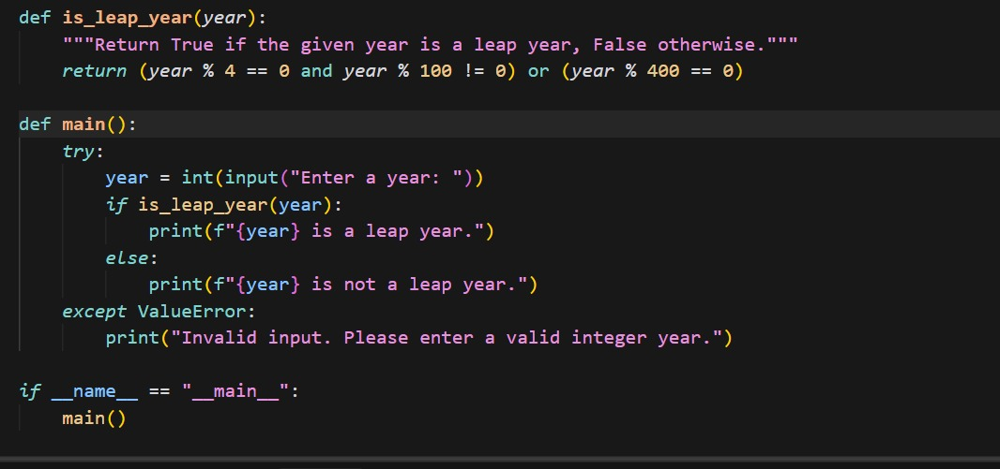 def is_leap_year(year):
    """Return True if the given year is a leap year, False otherwise."""
    return (year % 4 == 0 and year % 100 != 0) or (year % 400 == 0)
def main():
    try:
        year = int(input("Enter a year: "))
        if is_leap_year(year):
            print(f"{year} is a leap year.")
        else:
            print(f"{year} is not a leap year.")
    except ValueError:
        print("Invalid input. Please enter a valid integer year.")
if __name__ == "__main__":
    main()